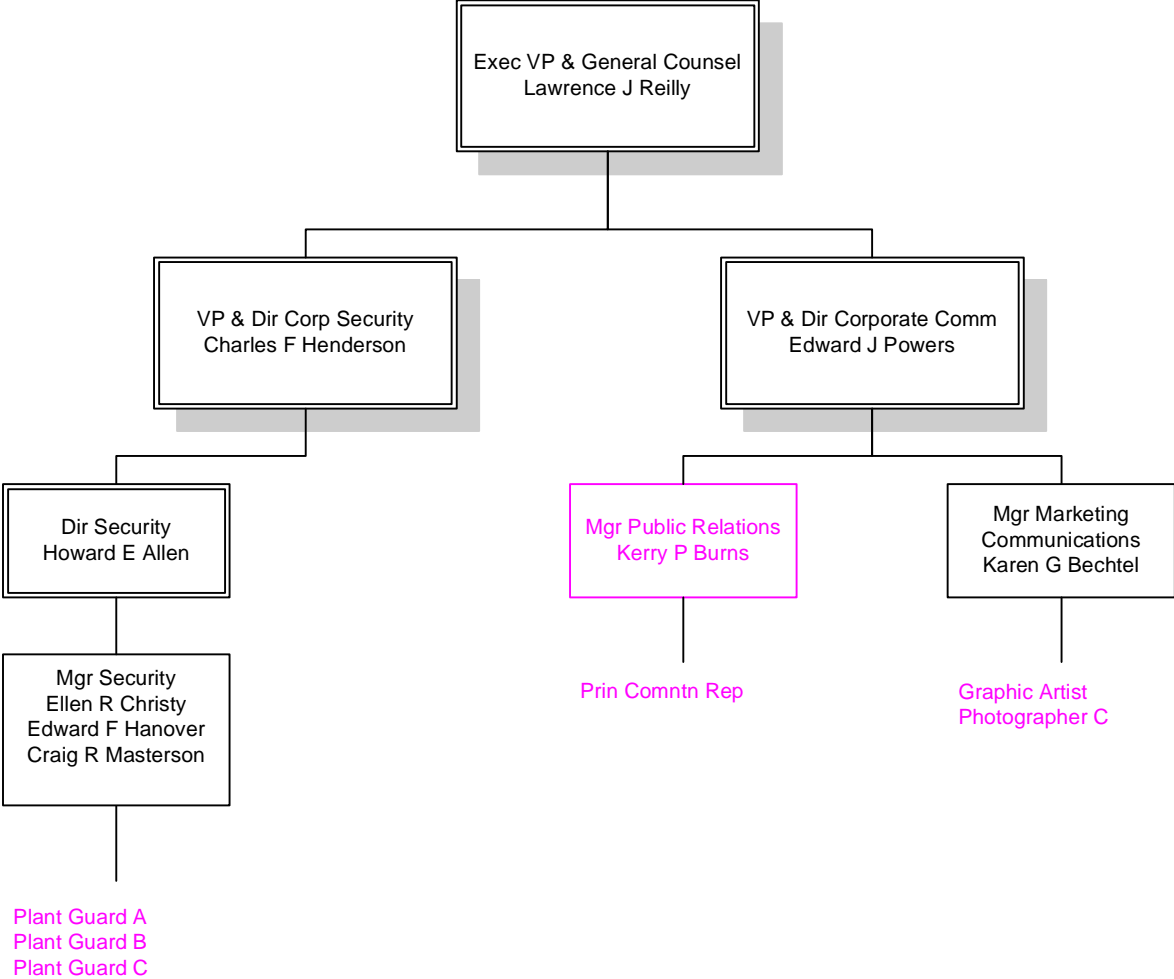 Exec VP & General Counsel
Lawrence J Reilly
VP & Dir Corp Security
Charles F Henderson
VP & Dir Corporate Comm
Edward J Powers
Dir Security
Howard E Allen
Mgr Public Relations
Kerry P Burns
Mgr Marketing
Communications
Karen G Bechtel
Mgr Security
Ellen R Christy
Edward F Hanover
Craig R Masterson
Prin Comntn Rep
Graphic Artist
Photographer C
Plant Guard A
Plant Guard B
Plant Guard C